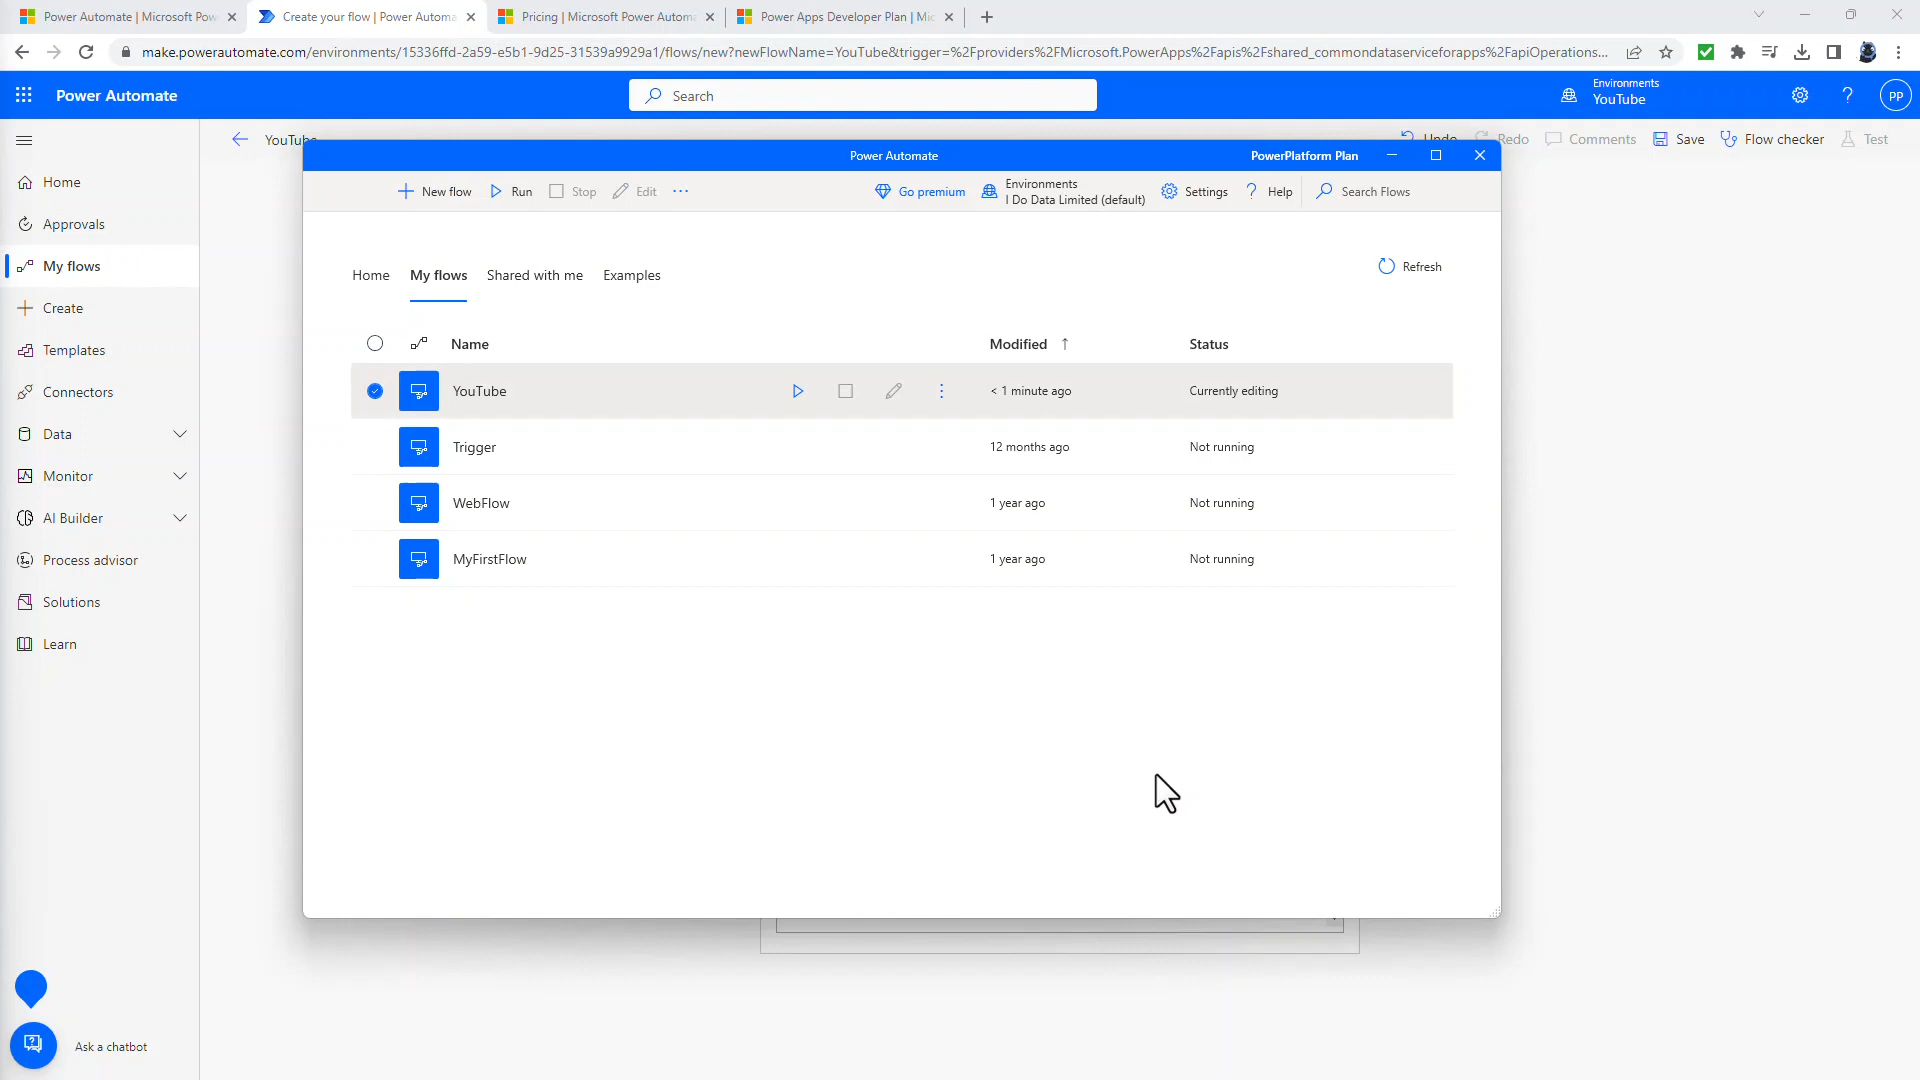 Power Automate | Microsoft Pow
Create your flow | Power Automa
Pricing | Microsoft Power Automa
Power Apps Developer Plan | Mic
make.powerautomate.com/environments/15336ffd-2a59-e5b1-9d25-31539a9929a1/flows/new?newFlowName=YouTube&trigger=%2Fproviders%2FMicrosoft.PowerApps%2Fapis%2Fshared_commondataserviceforapps%2FapiOperations...
Power Automate
Search
Environments
YouTube
?
PP
YouTube
Undo
Redo
Comments
Save
Flow checker
Test
Home
Approvals
My flows
Create
Templates
Connectors
Data
Monitor
AI Builder
Process advisor
Solutions
Learn
Ask a chatbot
Power Automate
PowerPlatform Plan
New flow
Run
Stop
Edit
...
Go premium
Environments
I Do Data Limited (default)
Settings
? Help
Search Flows
Home
My flows
Shared with me
Examples
Refresh
Name
Modified ↑
Status
YouTube
< 1 minute ago
Currently editing
Trigger
12 months ago
Not running
WebFlow
1 year ago
Not running
MyFirstFlow
1 year ago
Not running